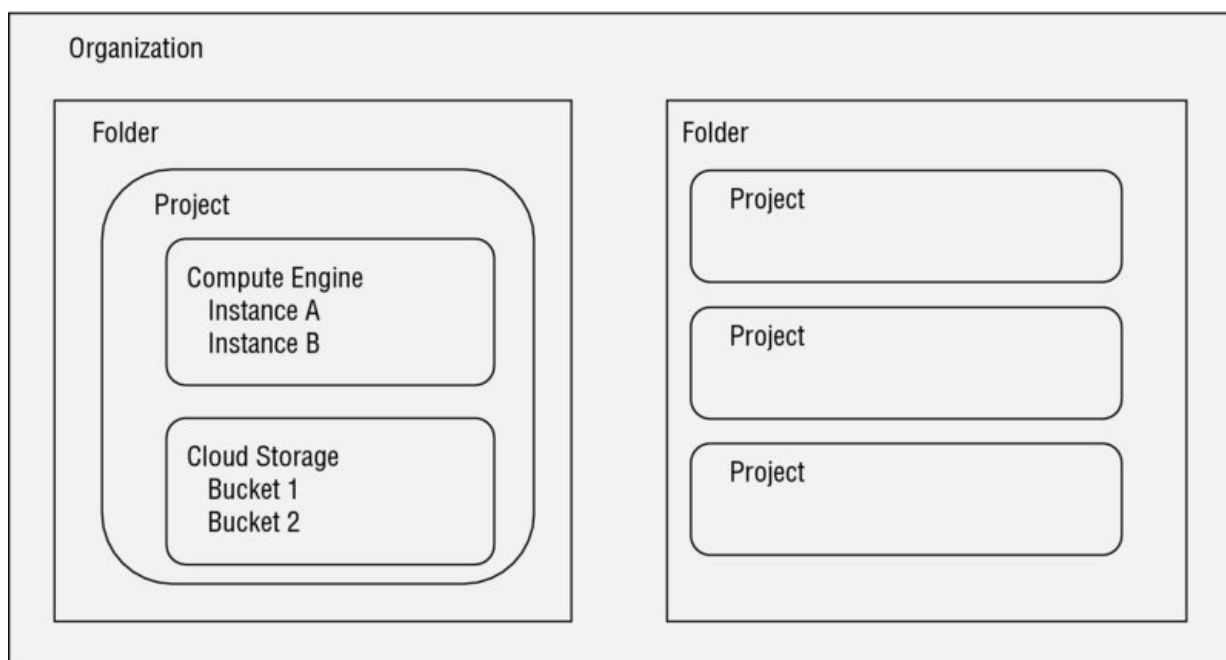 Organization
Folder
Project
Compute Engine
Instance A
Instance B
Cloud Storage
Bucket 1
Bucket 2
Folder
Project
Project
Project